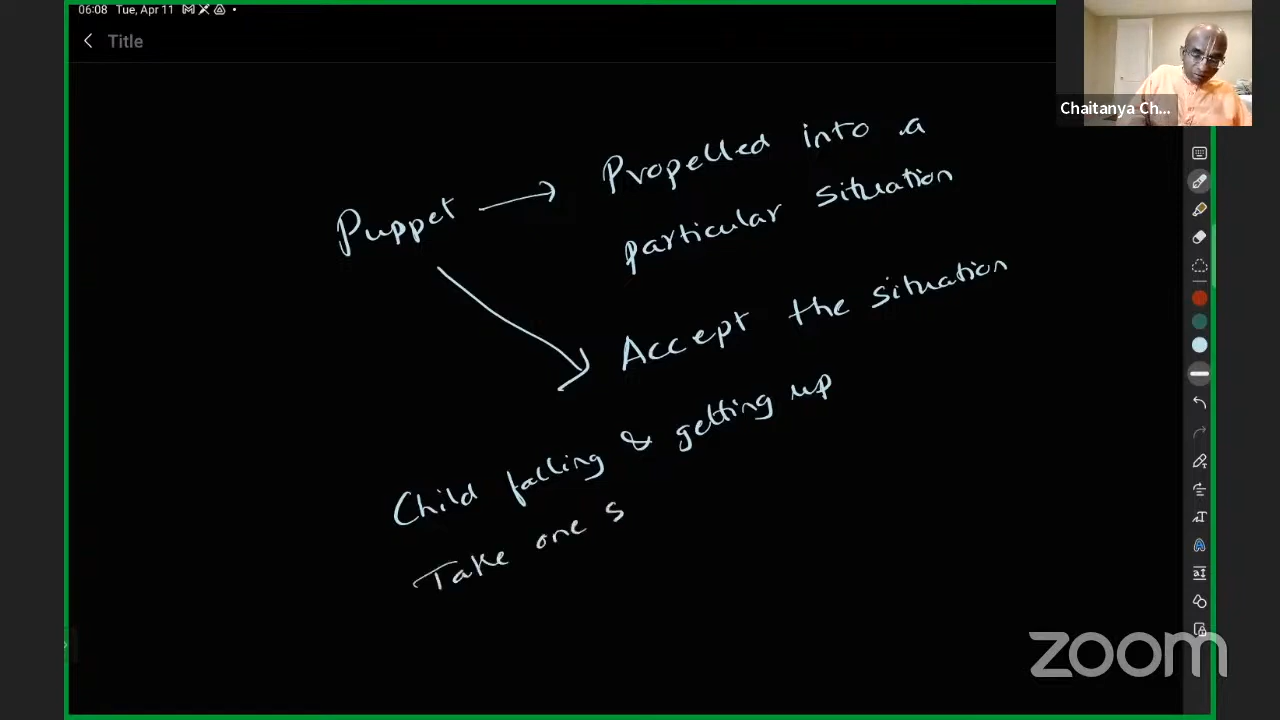 06:08 Tue, Apr 11
Title
Chaitanya Ch...
Puppet → Propelled into a
particular situation
Accept the situation
Child falling & getting up
Take one s
zoom